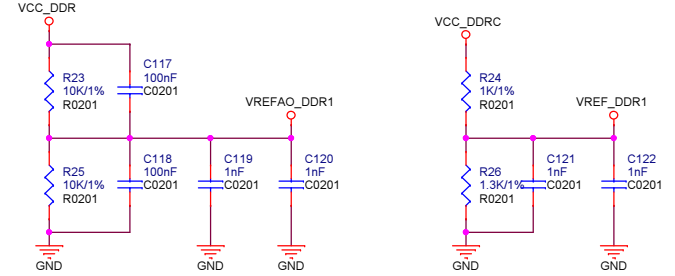 VCC_DDR
R23
10K/1%
R0201
C117
100nF
C0201
VREFAO_DDR1
R25
10K/1%
R0201
C118
100nF
C0201
C119
1nF
C0201
C120
1nF
C0201
GND
GND
GND
VCC_DDRC
R24
1K/1%
R0201
VREF_DDR1
R26
1.3K/1%
R0201
C121
1nF
C0201
C122
1nF
C0201
GND
GND